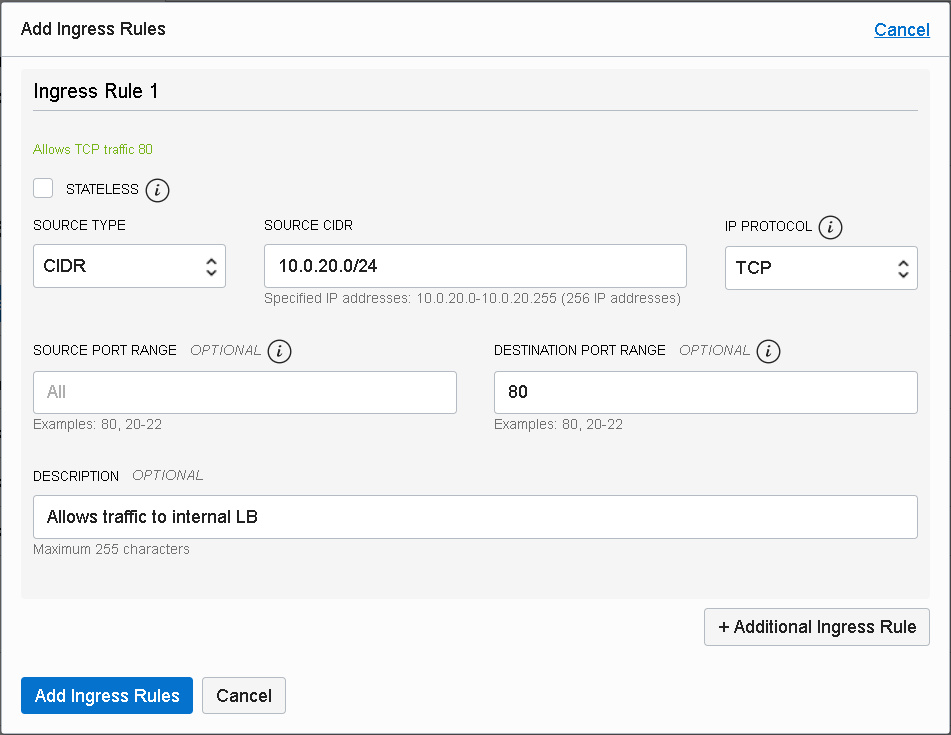 Add Ingress Rules
Cancel
Ingress Rule 1
Allows TCP traffic 80
STATELESS i
SOURCE TYPE
SOURCE CIDR
IP PROTOCOL i
CIDR
10.0.20.0/24
TCP
Specified IP addresses: 10.0.20.0-10.0.20.255 (256 IP addresses)
SOURCE PORT RANGE OPTIONAL i
DESTINATION PORT RANGE OPTIONAL i
All
80
Examples: 80, 20-22
Examples: 80, 20-22
DESCRIPTION OPTIONAL
Allows traffic to internal LB
Maximum 255 characters
+ Additional Ingress Rule
Add Ingress Rules
Cancel